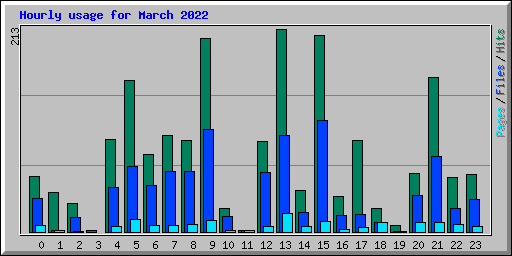 Hourly usage for March 2022
213
Pages / Files / Hits
0 1 2 3 4 5 6 7 8 9 10 11 12 13 14 15 16 17 18 19 20 21 22 23